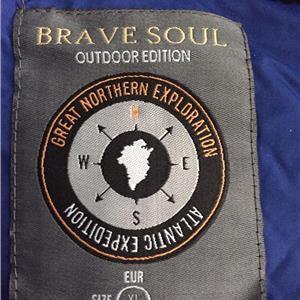 BRAVE SOUL
OUTDOOR EDITION
GREAT NORTHERN EXPLORATION
N
W E
S
ATLANTIC EXPEDITION
EUR
SIZE XL